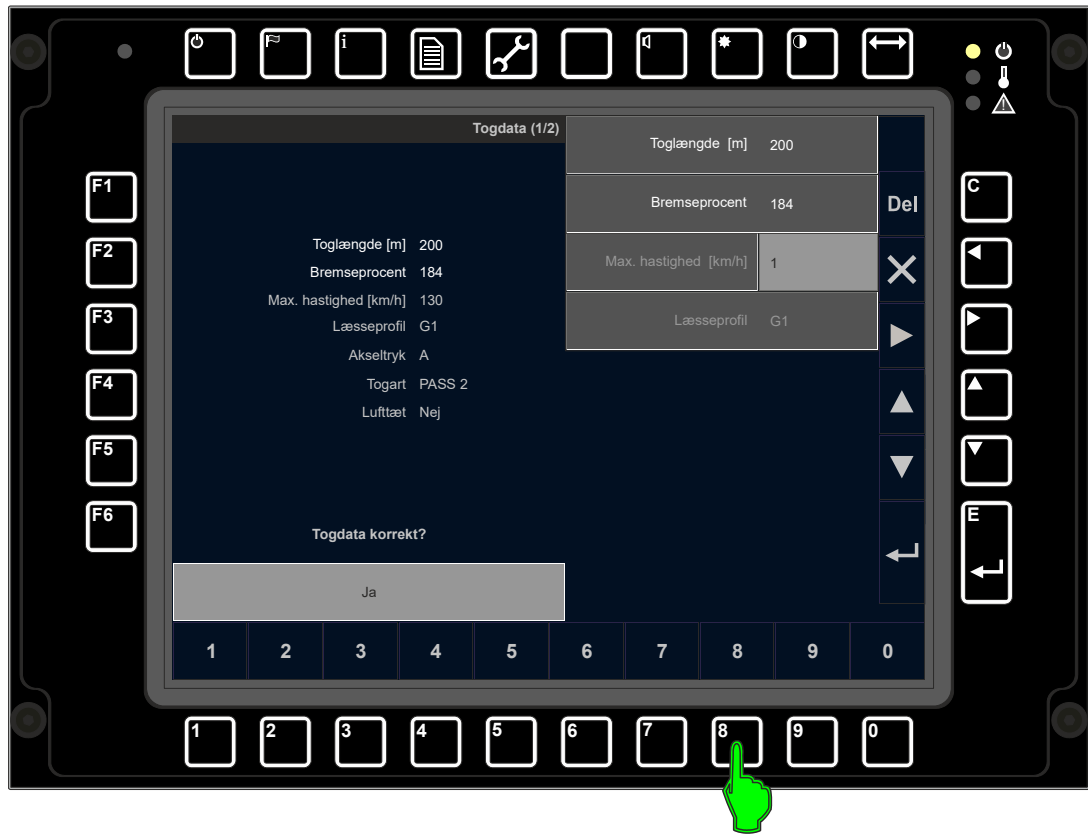 i
Togdata (1/2)
Toglængde [m] 200
Bremseprocent 184
Max. hastighed [km/h] 1
Læsseprofil G1
Del
Toglængde [m] 200
Bremseprocent 184
Max. hastighed [km/h] 130
Læsseprofil G1
Akseltryk A
Togart PASS 2
Lufttæt Nej
Togdata korrekt?
Ja
1 2 3 4 5 6 7 8 9 0
F1
F2
F3
F4
F5
F6
C
E
1 2 3 4 5 6 7 8 9 0